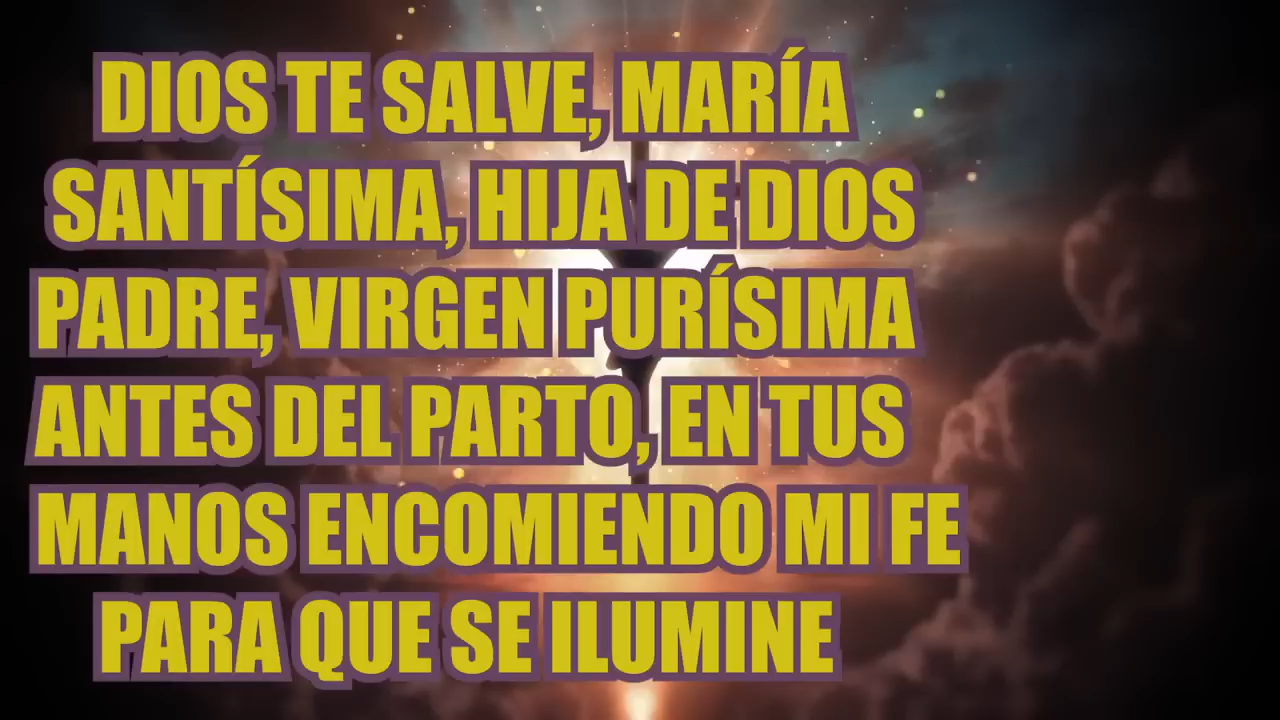 DIOS TE SALVE, MARÍA
SANTÍSIMA, HIJA DE DIOS
PADRE, VIRGEN PURÍSIMA
ANTES DEL PARTO, EN TUS
MANOS ENCOMIENDO MI FE
PARA QUE SE ILUMINE